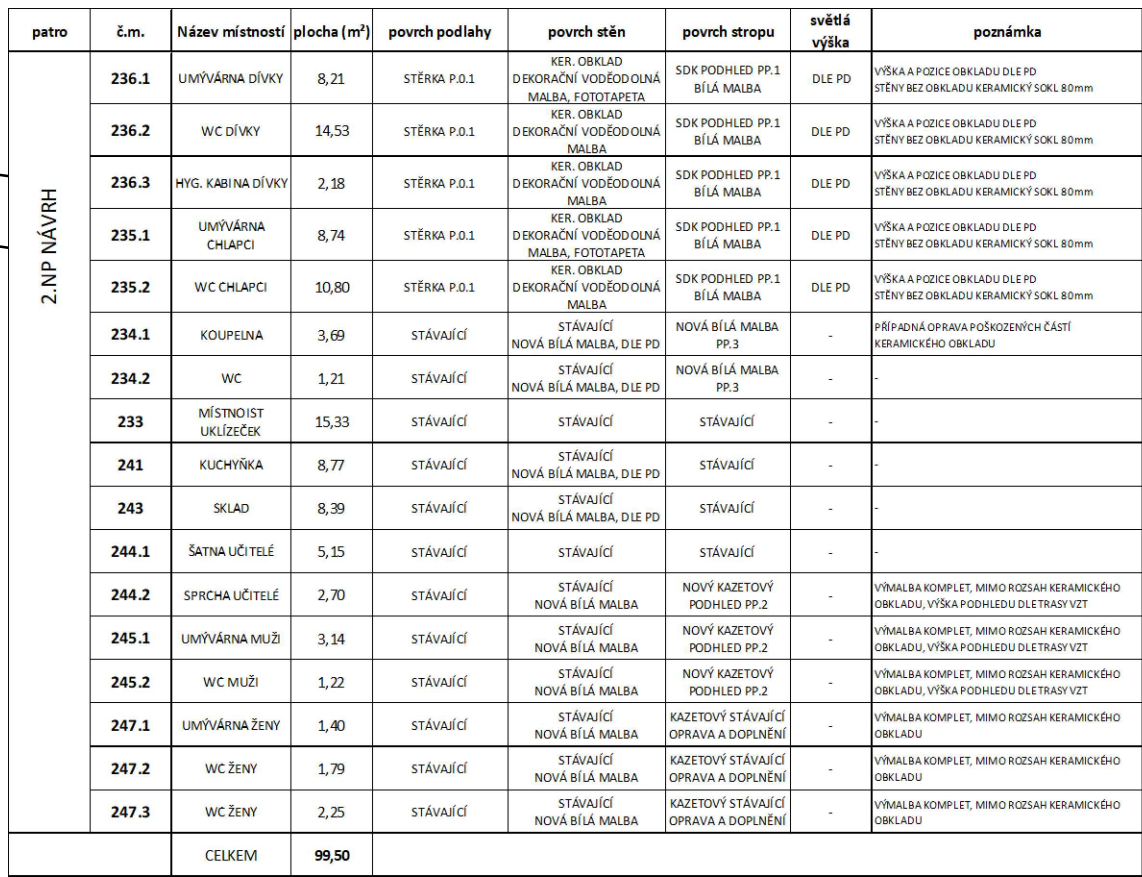 patro č.m. Název místností plocha (m²) povrch podlahy povrch stěn povrch stropu světlá výška poznámka
2.NP NÁVRH
236.1 UMÝVÁRNA DÍVKY 8,21 STĚRKA P.0.1 KER. OBKLAD DEKORAČNÍ VODĚODOLNÁ MALBA, FOTOTAPETA SDK PODHLED PP.1 BÍLÁ MALBA DLE PD VÝŠKA A POZICE OBKLADU DLE PD STĚNY BEZ OBKLADU KERAMICKÝ SOKL 80mm
236.2 WC DÍVKY 14,53 STĚRKA P.0.1 KER. OBKLAD DEKORAČNÍ VODĚODOLNÁ MALBA SDK PODHLED PP.1 BÍLÁ MALBA DLE PD VÝŠKA A POZICE OBKLADU DLE PD STĚNY BEZ OBKLADU KERAMICKÝ SOKL 80mm
236.3 HYG. KABINA DÍVKY 2,18 STĚRKA P.0.1 KER. OBKLAD DEKORAČNÍ VODĚODOLNÁ MALBA SDK PODHLED PP.1 BÍLÁ MALBA DLE PD VÝŠKA A POZICE OBKLADU DLE PD STĚNY BEZ OBKLADU KERAMICKÝ SOKL 80mm
235.1 UMÝVÁRNA CHLAPCI 8,74 STĚRKA P.0.1 KER. OBKLAD DEKORAČNÍ VODĚODOLNÁ MALBA, FOTOTAPETA SDK PODHLED PP.1 BÍLÁ MALBA DLE PD VÝŠKA A POZICE OBKLADU DLE PD STĚNY BEZ OBKLADU KERAMICKÝ SOKL 80mm
235.2 WC CHLAPCI 10,80 STĚRKA P.0.1 KER. OBKLAD DEKORAČNÍ VODĚODOLNÁ MALBA SDK PODHLED PP.1 BÍLÁ MALBA DLE PD VÝŠKA A POZICE OBKLADU DLE PD STĚNY BEZ OBKLADU KERAMICKÝ SOKL 80mm
234.1 KOUPELNA 3,69 STÁVAJÍCÍ STÁVAJÍCÍ NOVÁ BÍLÁ MALBA, DLE PD NOVÁ BÍLÁ MALBA PP.3 - PŘÍPADNÁ OPRAVA POŠKOZENÝCH ČÁSTÍ KERAMICKÉHO OBKLADU
234.2 WC 1,21 STÁVAJÍCÍ STÁVAJÍCÍ NOVÁ BÍLÁ MALBA, DLE PD NOVÁ BÍLÁ MALBA PP.3 - -
233 MÍSTNOIST UKLÍZEČEK 15,33 STÁVAJÍCÍ STÁVAJÍCÍ STÁVAJÍCÍ - -
241 KUCHYŇKA 8,77 STÁVAJÍCÍ STÁVAJÍCÍ NOVÁ BÍLÁ MALBA, DLE PD STÁVAJÍCÍ - -
243 SKLAD 8,39 STÁVAJÍCÍ STÁVAJÍCÍ NOVÁ BÍLÁ MALBA, DLE PD STÁVAJÍCÍ - -
244.1 ŠATNA UČITELÉ 5,15 STÁVAJÍCÍ STÁVAJÍCÍ STÁVAJÍCÍ - -
244.2 SPRCHA UČITELÉ 2,70 STÁVAJÍCÍ STÁVAJÍCÍ NOVÁ BÍLÁ MALBA NOVÝ KAZETOVÝ PODHLED PP.2 - VÝMALBA KOMPLET, MIMO ROZSAH KERAMICKÉHO OBKLADU, VÝŠKA PODHLEDU DLE TRASY VZT
245.1 UMÝVÁRNA MUŽI 3,14 STÁVAJÍCÍ STÁVAJÍCÍ NOVÁ BÍLÁ MALBA NOVÝ KAZETOVÝ PODHLED PP.2 - VÝMALBA KOMPLET, MIMO ROZSAH KERAMICKÉHO OBKLADU, VÝŠKA PODHLEDU DLE TRASY VZT
245.2 WC MUŽI 1,22 STÁVAJÍCÍ STÁVAJÍCÍ NOVÁ BÍLÁ MALBA NOVÝ KAZETOVÝ PODHLED PP.2 - VÝMALBA KOMPLET, MIMO ROZSAH KERAMICKÉHO OBKLADU, VÝŠKA PODHLEDU DLE TRASY VZT
247.1 UMÝVÁRNA ŽENY 1,40 STÁVAJÍCÍ STÁVAJÍCÍ NOVÁ BÍLÁ MALBA KAZETOVÝ STÁVAJÍCÍ OPRAVA A DOPLNĚNÍ - VÝMALBA KOMPLET, MIMO ROZSAH KERAMICKÉHO OBKLADU
247.2 WC ŽENY 1,79 STÁVAJÍCÍ STÁVAJÍCÍ NOVÁ BÍLÁ MALBA KAZETOVÝ STÁVAJÍCÍ OPRAVA A DOPLNĚNÍ - VÝMALBA KOMPLET, MIMO ROZSAH KERAMICKÉHO OBKLADU
247.3 WC ŽENY 2,25 STÁVAJÍCÍ STÁVAJÍCÍ NOVÁ BÍLÁ MALBA KAZETOVÝ STÁVAJÍCÍ OPRAVA A DOPLNĚNÍ - VÝMALBA KOMPLET, MIMO ROZSAH KERAMICKÉHO OBKLADU
CELKEM 99,50